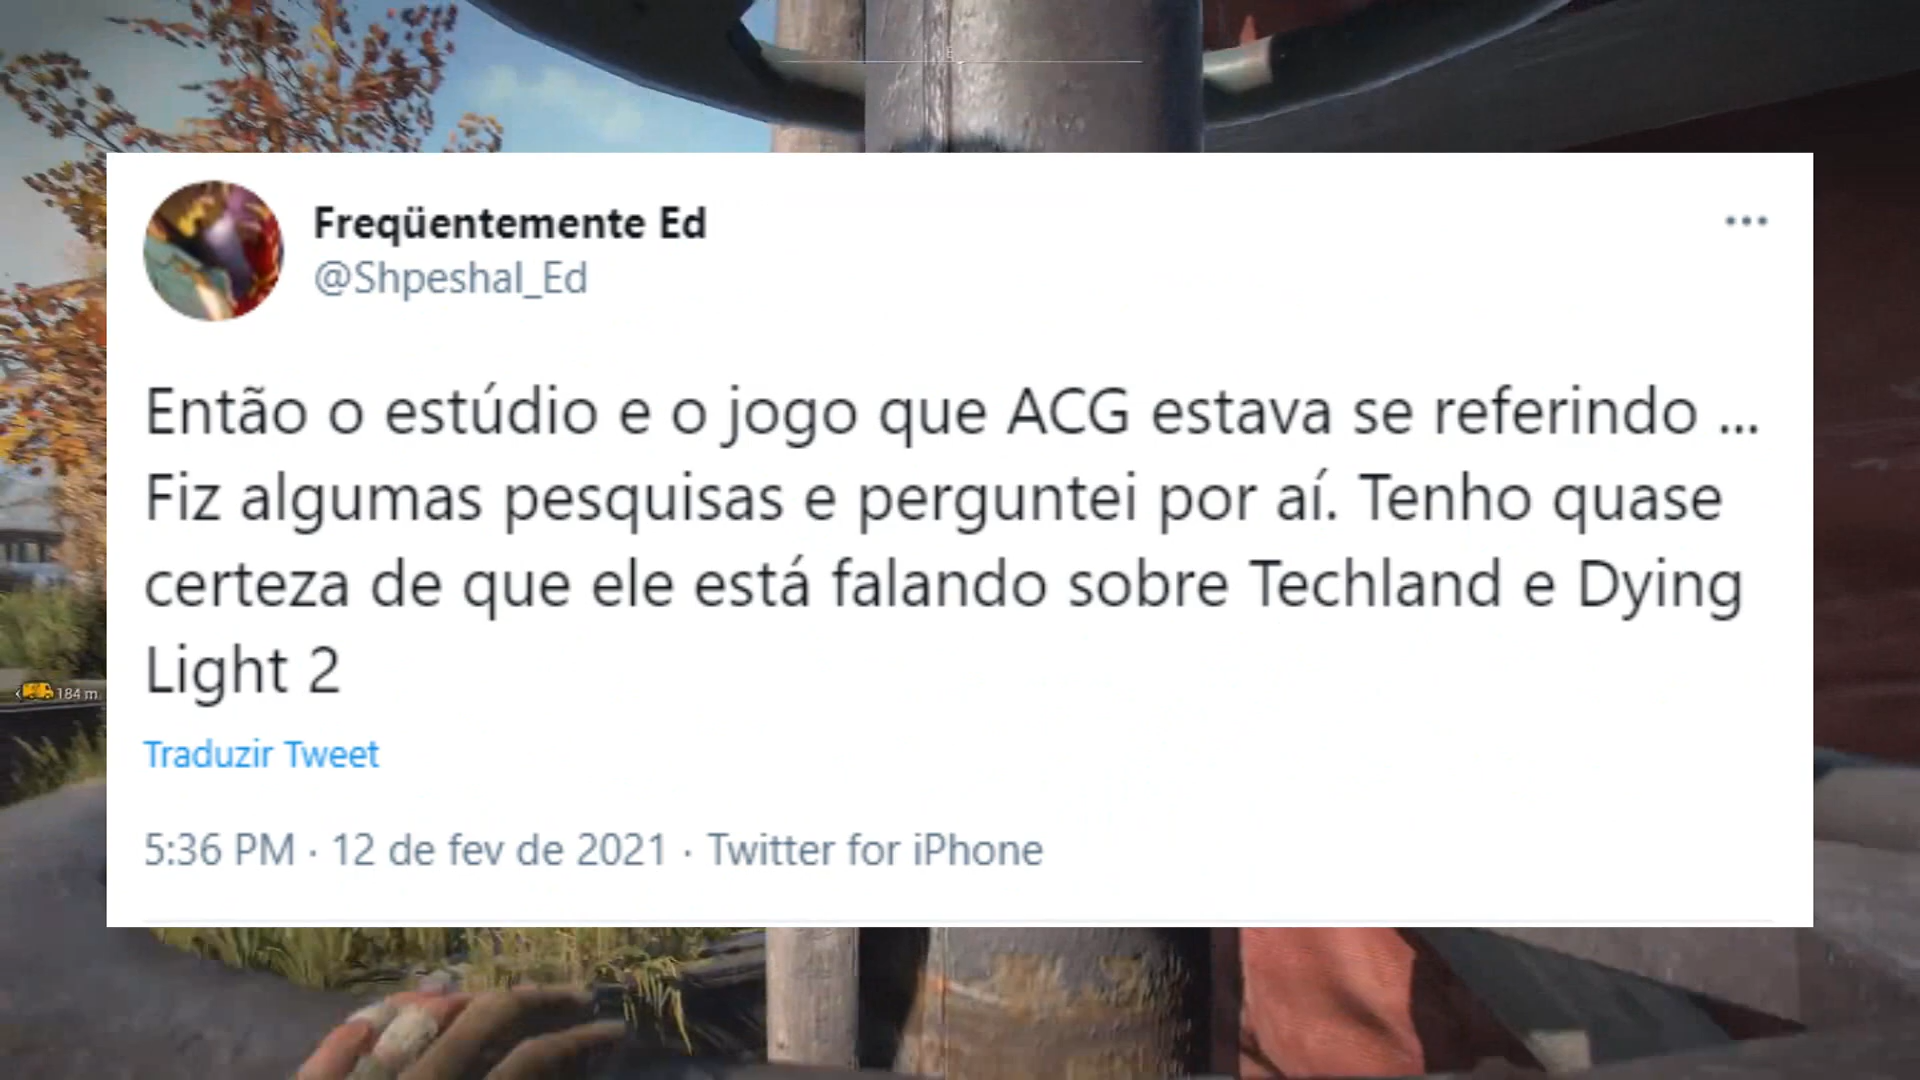 E
Freqüentemente Ed
@Shpeshal_Ed
Então o estúdio e o jogo que ACG estava se referindo ...
Fiz algumas pesquisas e perguntei por aí. Tenho quase
certeza de que ele está falando sobre Techland e Dying
Light 2
184 m
Traduzir Tweet
5:36 PM · 12 de fev de 2021 · Twitter for iPhone